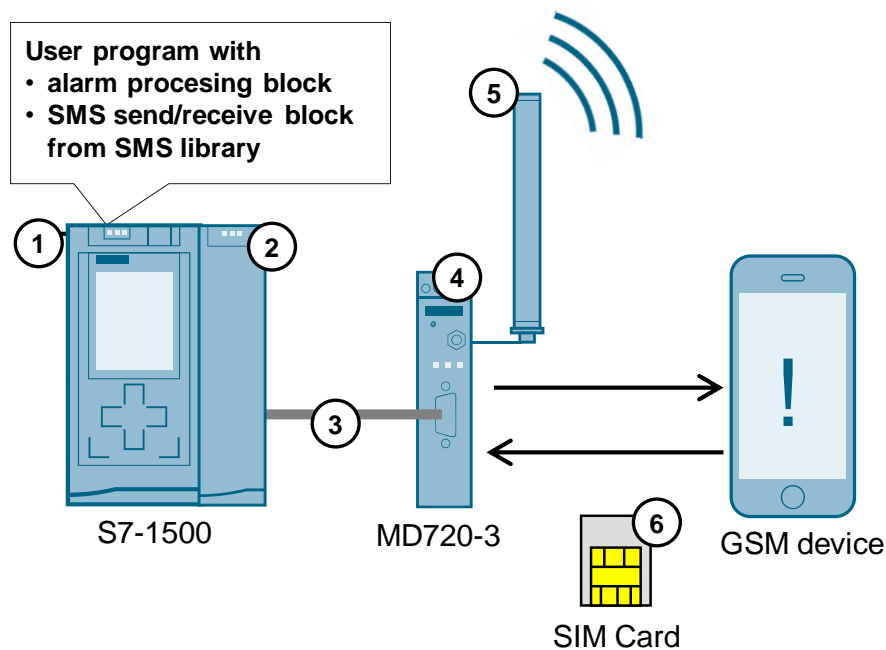 User program with
• alarm procesing block
• SMS send/receive block
from SMS library
5
1
2
4
3
!
S7-1500
MD720-3
6
GSM device
SIM Card